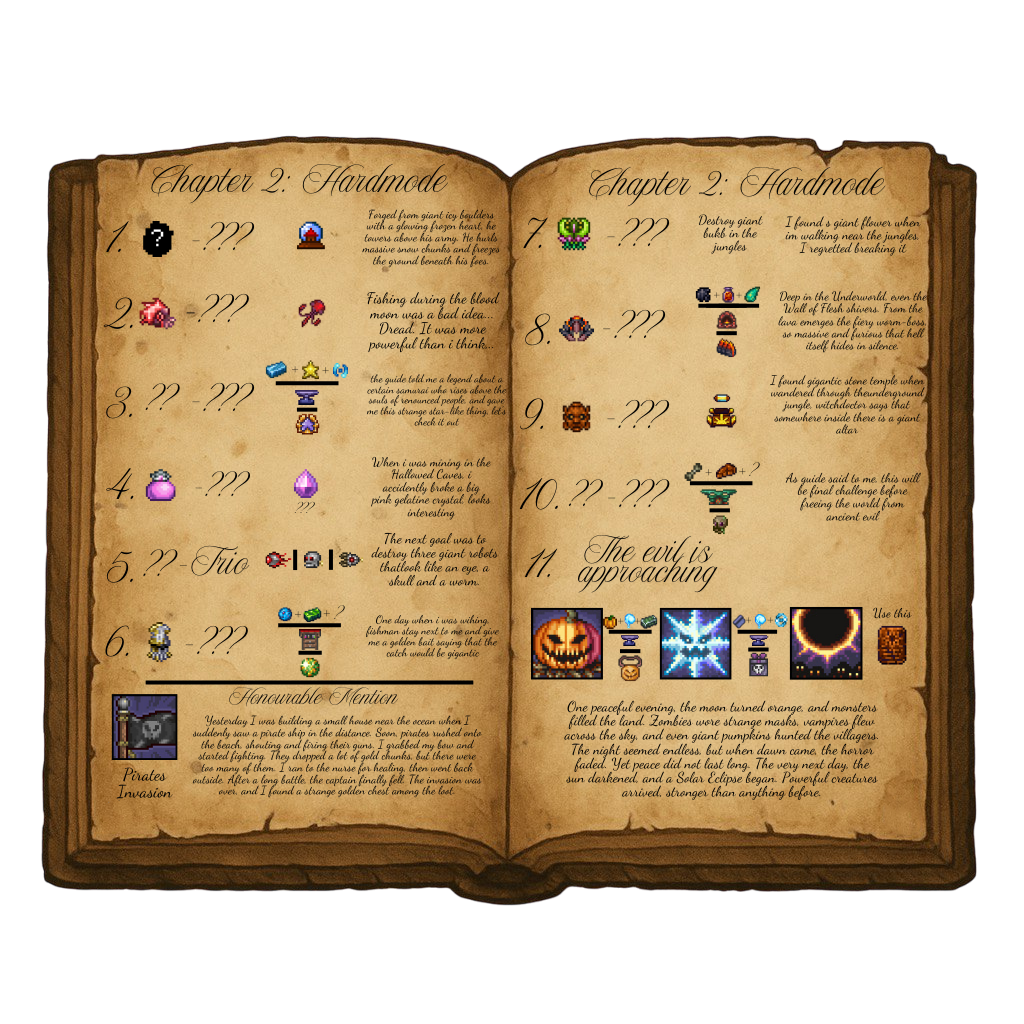 Chapter 2: Hardmode
1. ? - ???
Forged from giant icy boulders
with a glowing frozen heart, he
towers above his army. He hurls
massive snow chunks and freezes
the ground beneath his foes.
2. - ???
Fishing during the blood
moon was a bad idea...
Dread. It was more
powerful than i think...
3. ?? - ???
+ +
the guide told me a legend about a
certain samurai who rises above the
souls of renounced people, and gave
me this strange star-like thing, lets
check it out
4. - ???
???
When i was mining in the
Hallowed Caves, i
accidently broke a big
pink gelatine crystal, looks
interesting
5. ?? - Trio
The next goal was to
destroy three giant robots
thatlook like an eye, a
skull and a worm.
6. - ???
+ + ?
One day when i was wihing,
fishman stay next to me and give
me a golden bait saying that the
catch would be gigantic
Honourable Mention
Pirates
Invasion
Yesterday I was building a small house near the ocean when I
suddenly saw a pirate ship in the distance. Soon, pirates rushed onto
the beach, shouting and firing their guns. I grabbed my bow and
started fighting. They dropped a lot of gold chunks, but there were
too many of them. I ran to the nurse for healing, then went back
outside. After a long battle, the captain finally fell. The invasion was
over, and I found a strange golden chest among the loot.
Chapter 2: Hardmode
7. - ???
Destroy giant
bukb in the
jungles
I found s giant flower when
im walking near the jungles,
I regretted breaking it
8. - ???
+ +
Deep in the Underworld, even the
Wall of Flesh shivers. From the
lava emerges the fiery worm-boss,
so massive and furious that hell
itself hides in silence.
9. - ???
I found gigantic stone temple when
wandered through theunderground
jungle, witchdoctor says that
somewhere inside there is a giant
altar
10. ?? - ???
+ + ?
As guide said to me, this will
be final challenge before
freeing the world from
ancient evil
11. The evil is
approaching
+ +
+ +
Use this
One peaceful evening, the moon turned orange, and monsters
filled the land. Zombies wore strange masks, vampires flew
across the sky, and even giant pumpkins hunted the villagers.
The night seemed endless, but when dawn came, the horror
faded. Yet peace did not last long. The very next day, the
sun darkened, and a Solar Eclipse began. Powerful creatures
arrived, stronger than anything before.